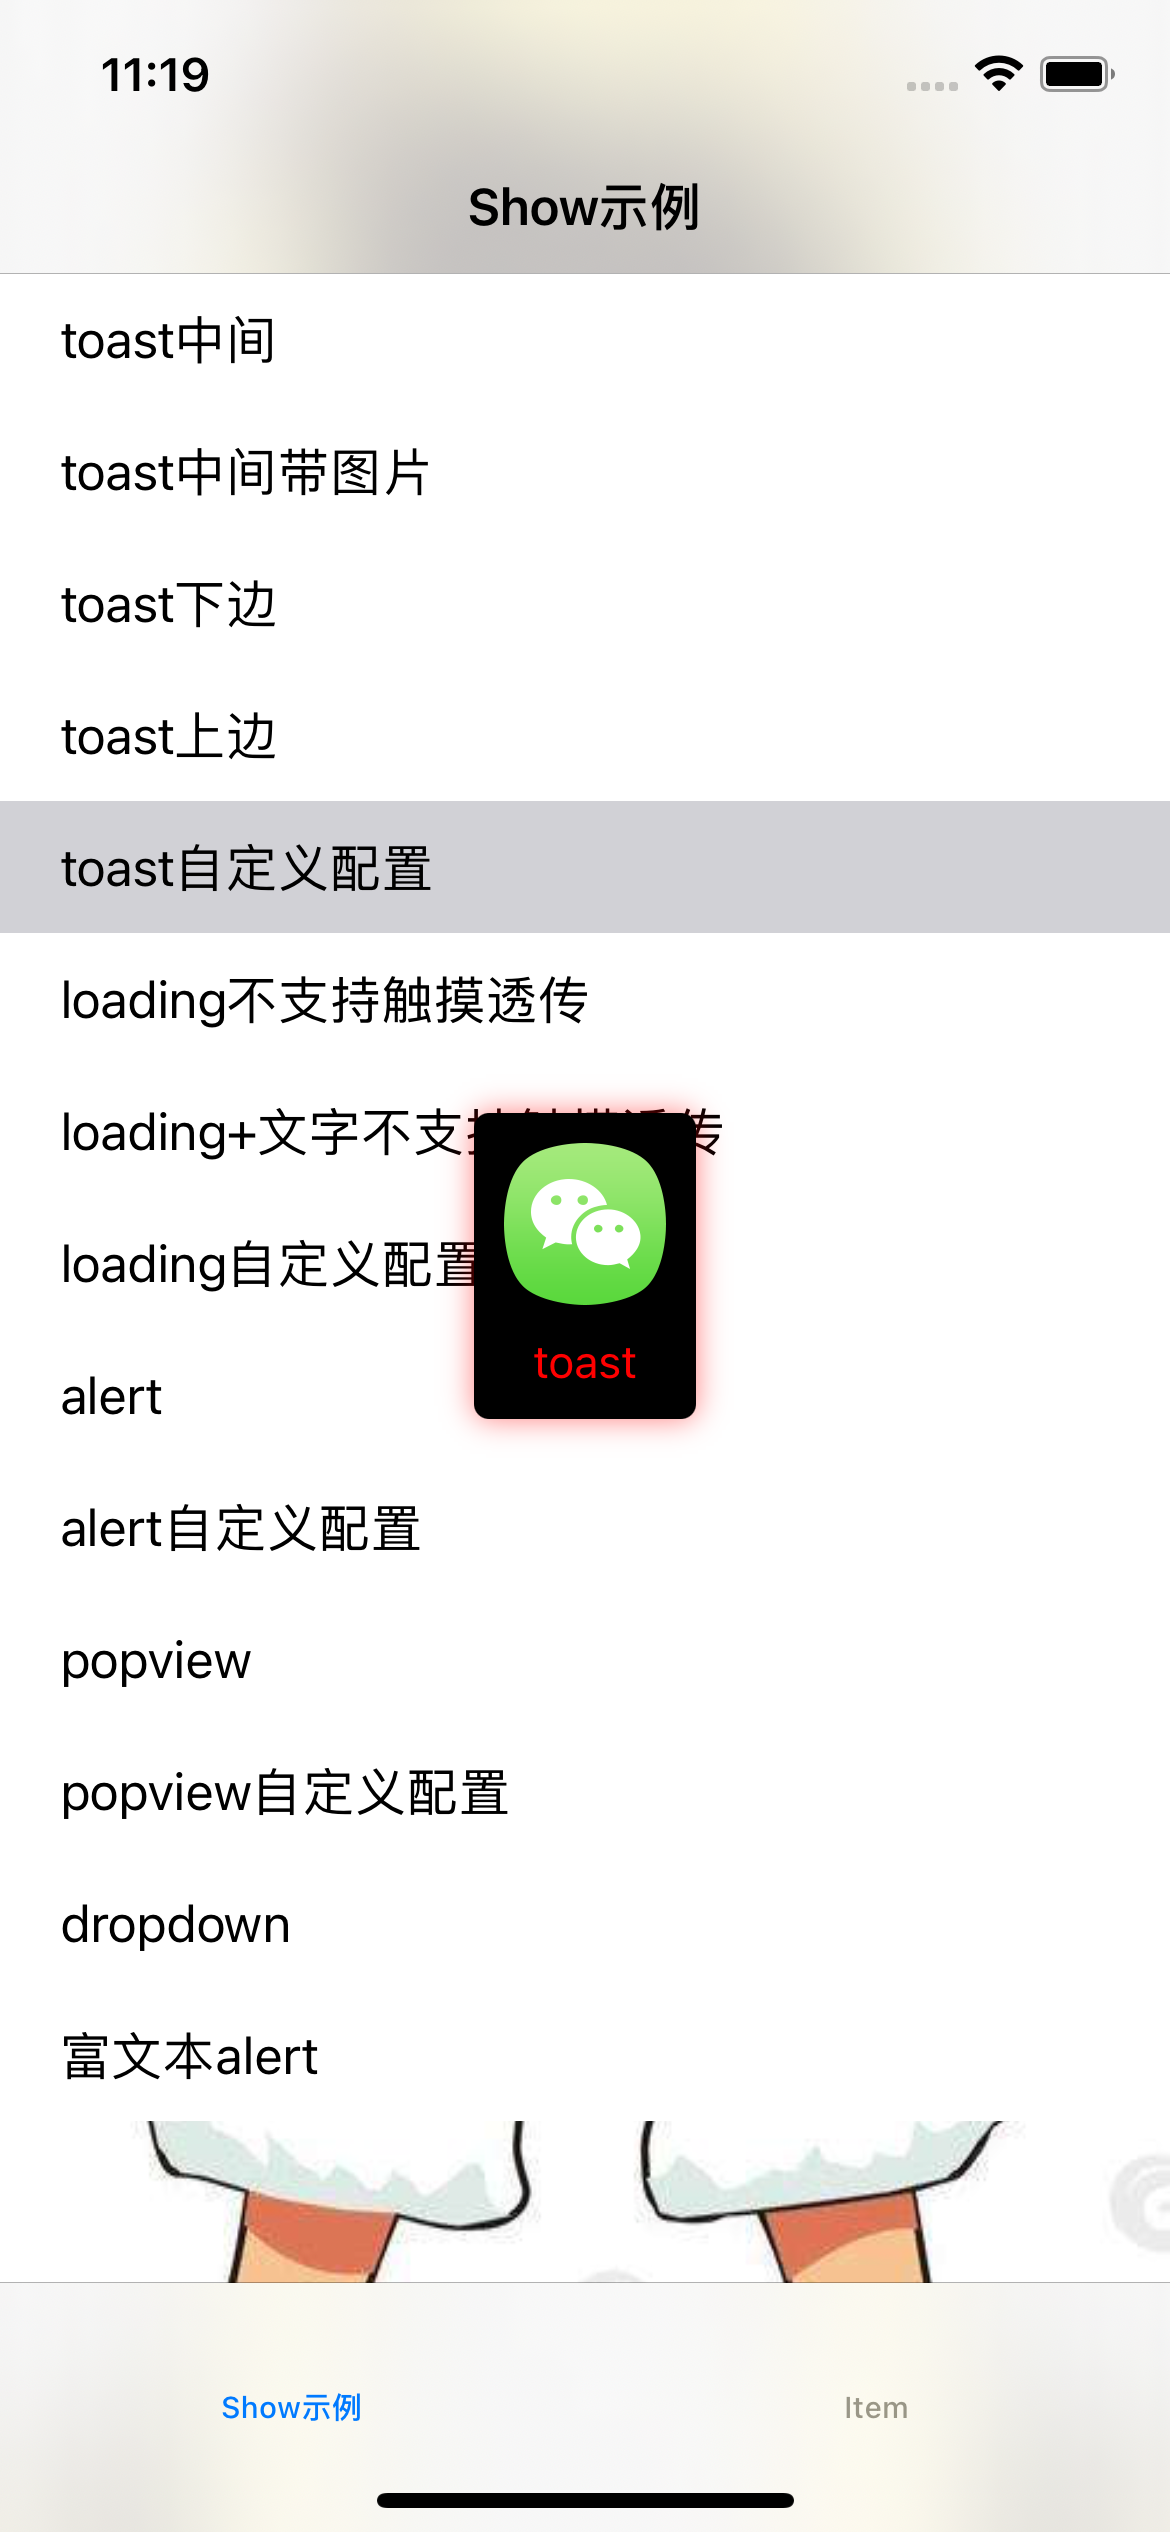 11:19
Show示例
toast中间
toast中间带图片
toast下边
toast上边
toast自定义配置
loading不支持触摸透传
loading+文字不支持触摸透传
loading自定义配置
toast
alert
alert自定义配置
popview
popview自定义配置
dropdown
富文本alert
Show示例
Item